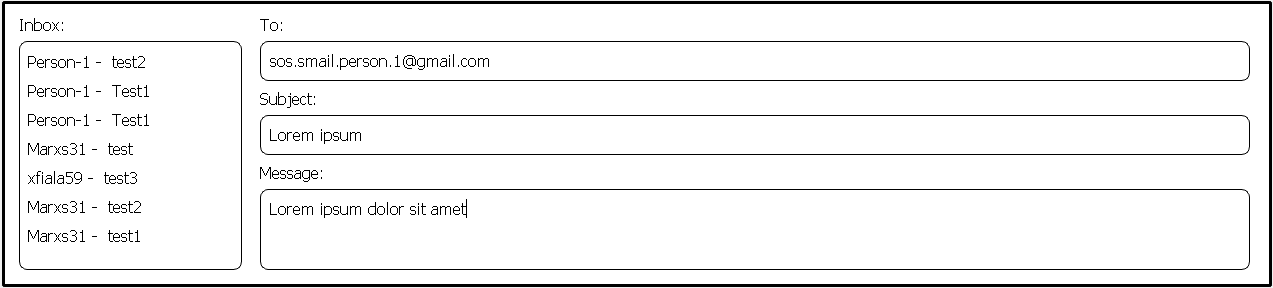 Inbox:
Person-1 - test2
Person-1 - Test1
Person-1 - Test1
Marxs31 - test
xfiala59 - test3
Marxs31 - test2
Marxs31 - test1
To:
sos.smail.person.1@gmail.com
Subject:
Lorem ipsum
Message:
Lorem ipsum dolor sit amet